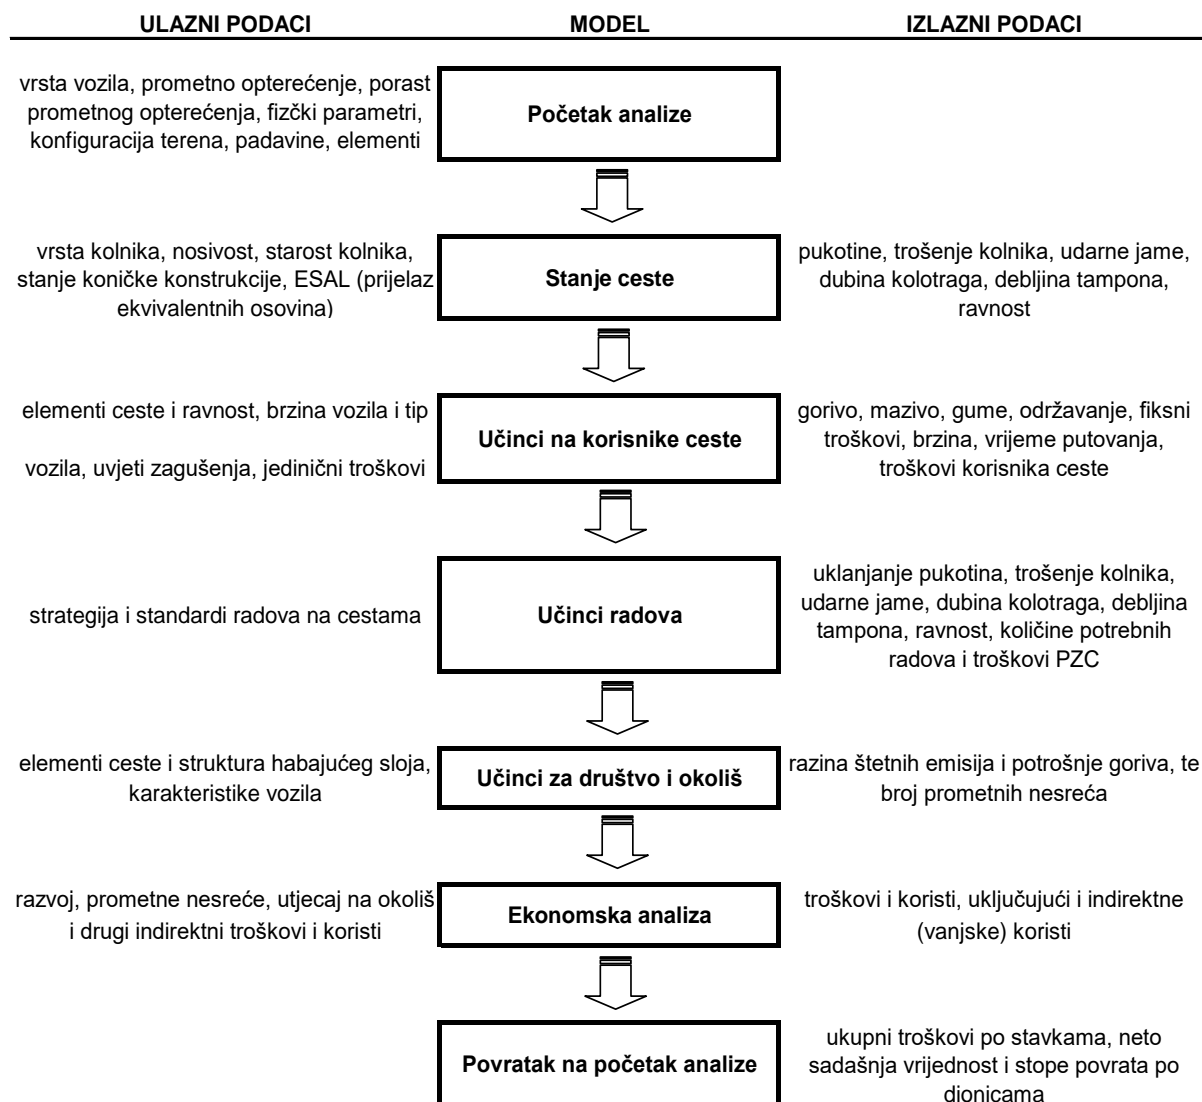 ULAZNI PODACI
MODEL
IZLAZNI PODACI
vrsta vozila, prometno opterećenje, porast
prometnog opterećenja, fizčki parametri,
konfiguracija terena, padavine, elementi
Početak analize
vrsta kolnika, nosivost, starost kolnika,
stanje koničke konstrukcije, ESAL (prijelaz
ekvivalentnih osovina)
Stanje ceste
pukotine, trošenje kolnika, udarne jame,
dubina kolotraga, debljina tampona,
ravnost
elementi ceste i ravnost, brzina vozila i tip
vozila, uvjeti zagušenja, jedinični troškovi
Učinci na korisnike ceste
gorivo, mazivo, gume, održavanje, fiksni
troškovi, brzina, vrijeme putovanja,
troškovi korisnika ceste
strategija i standardi radova na cestama
Učinci radova
uklanjanje pukotina, trošenje kolnika,
udarne jame, dubina kolotraga, debljina
tampona, ravnost, količine potrebnih
radova i troškovi PZC
elementi ceste i struktura habajućeg sloja,
karakteristike vozila
Učinci za društvo i okoliš
razina štetnih emisija i potrošnje goriva, te
broj prometnih nesreća
razvoj, prometne nesreće, utjecaj na okoliš
i drugi indirektni troškovi i koristi
Ekonomska analiza
troškovi i koristi, uključujući i indirektne
(vanjske) koristi
Povratak na početak analize
ukupni troškovi po stavkama, neto
sadašnja vrijednost i stope povrata po
dionicama